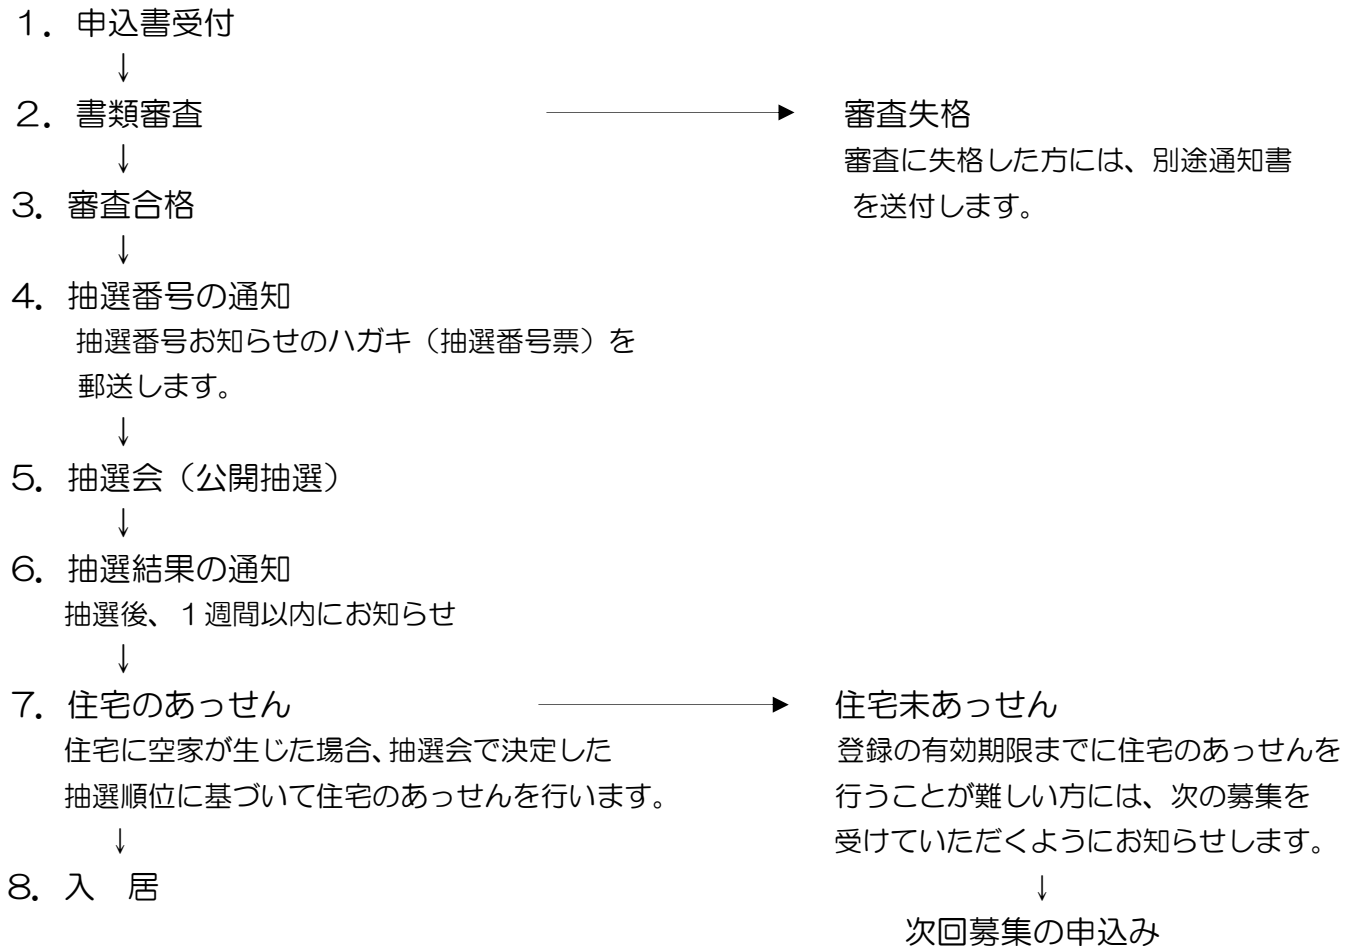 １．申込書受付
↓
２．書類審査 → 審査失格
↓
審査に失格した方には、別途通知書
３．審査合格
を送付します。
↓
４．抽選番号の通知
抽選番号お知らせのハガキ（抽選番号票）を
郵送します。
↓
５．抽選会（公開抽選）
↓
６．抽選結果の通知
抽選後、１週間以内にお知らせ
↓
７．住宅のあっせん → 住宅未あっせん
住宅に空家が生じた場合、抽選会で決定した
抽選順位に基づいて住宅のあっせんを行います。
↓
８．入　居
登録の有効期限までに住宅のあっせんを
行うことが難しい方には、次の募集を
受けていただくようにお知らせします。
↓
次回募集の申込み